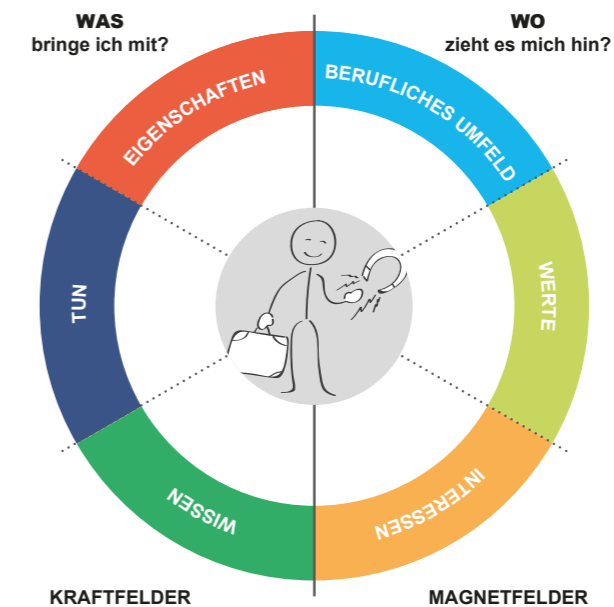 WAS
bringe ich mit?
WO
zieht es mich hin?
EIGENSCHAFTEN
BERUFLICHES UMFELD
TUN
WERTE
WISSEN
INTERESSEN
KRAFTFELDER
MAGNETFELDER